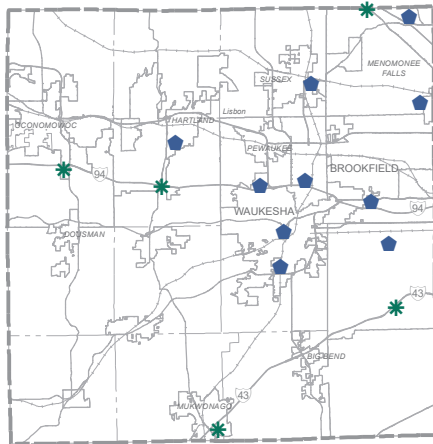 MENOMONEE
FALLS
SUSSEX
Lisbon
HARTLAND
OCONOMOWOC
PEWAUKEE
BROOKFIELD
94
WAUKESHA
94
DOUSMAN
43
BIG BEND
43
MUKWONAGO